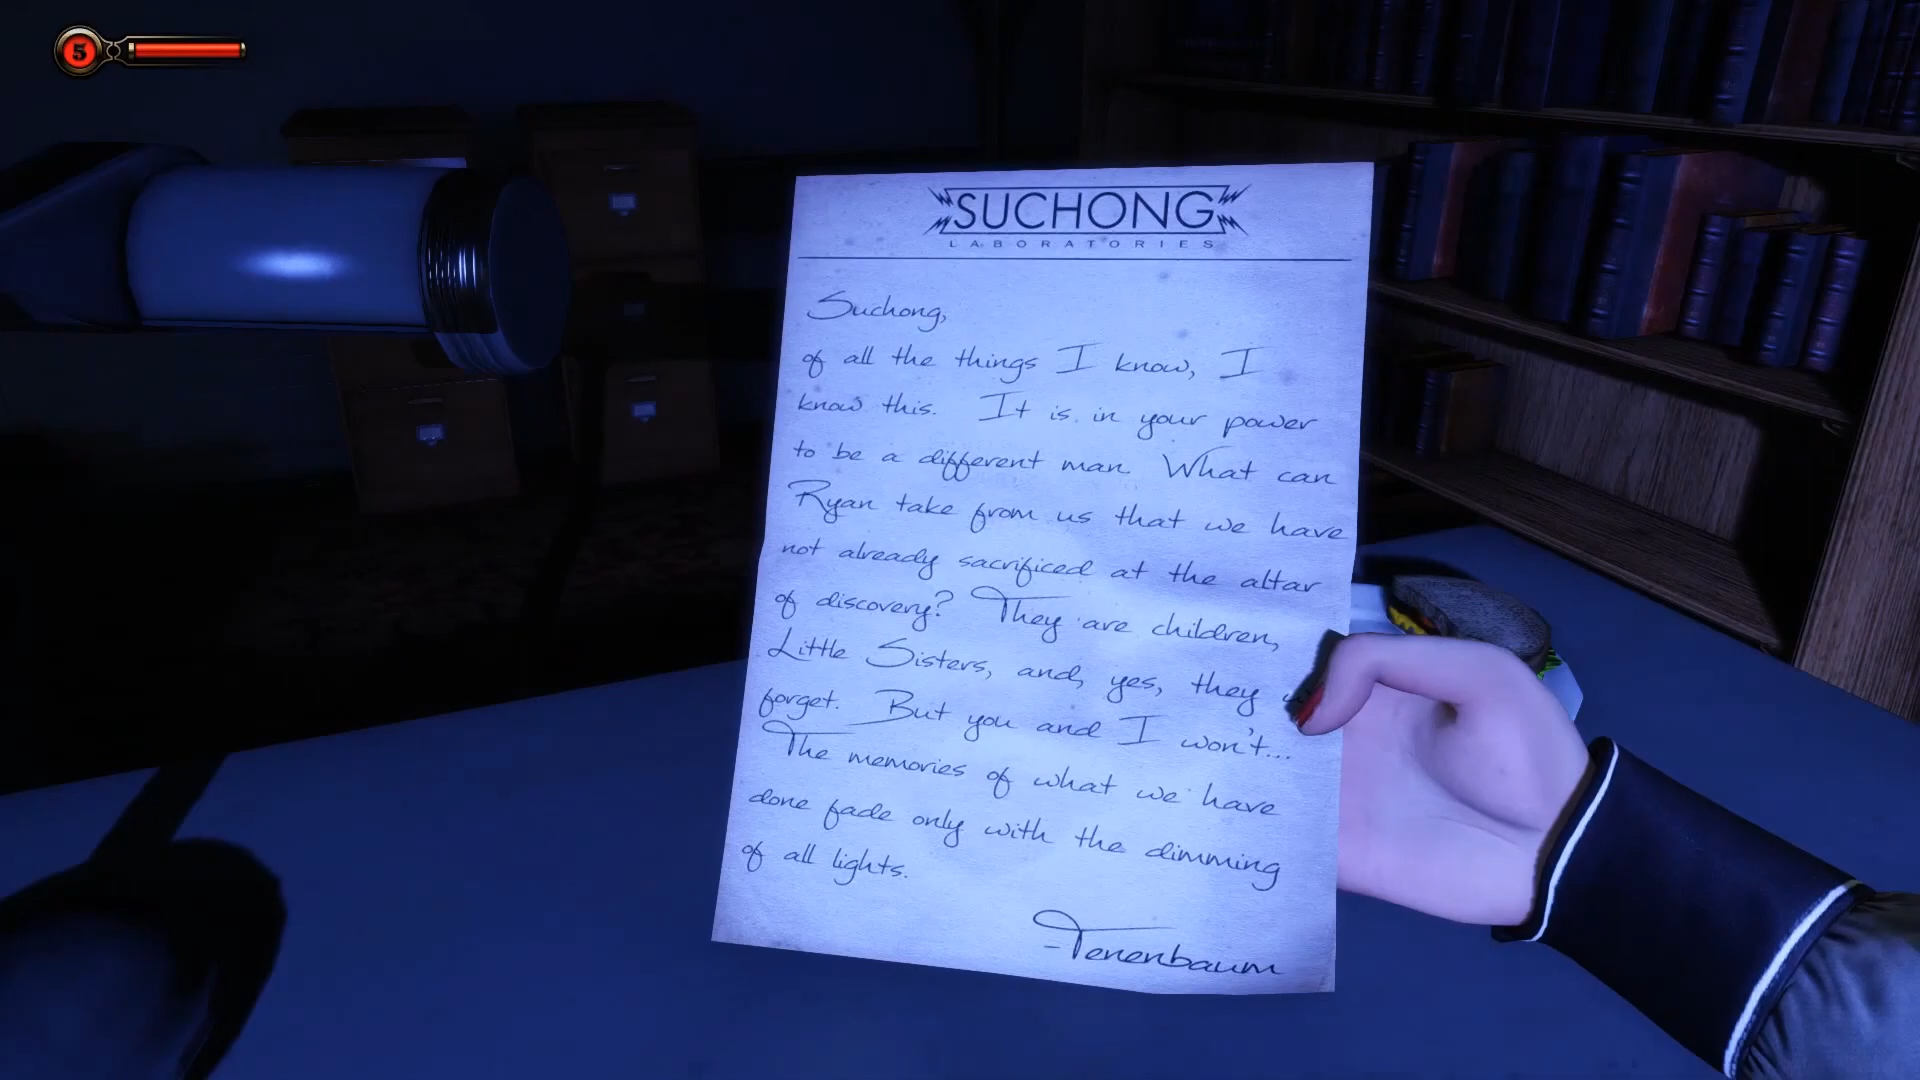 5
SUCHONG
LABORATORIES
Suchong,
of all the things I know, I
know this. It is in your power
to be a different man. What can
Ryan take from us that we have
not already sacrificed at the altar
of discovery? They are children,
Little Sisters, and, yes, they
forget. But you and I won't...
The memories of what we have
done fade only with the dimming
of all lights.
-Tenenbaum